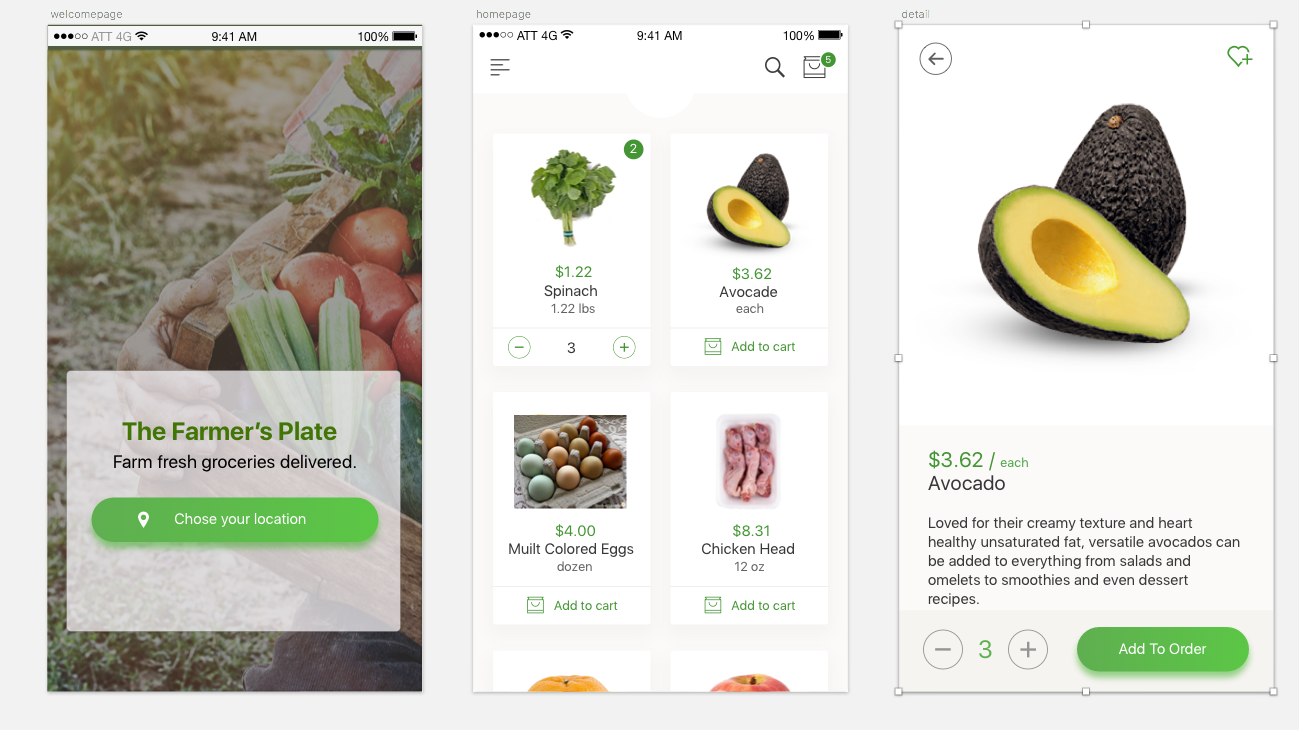 welcomepage
ATT 4G 9:41 AM 100%
The Farmer's Plate
Farm fresh groceries delivered.
Chose your location
homepage
ATT 4G 9:41 AM 100%
5
2
$1.22
Spinach
1.22 lbs
3
$3.62
Avocade
each
Add to cart
$4.00
Muilt Colored Eggs
dozen
Add to cart
$8.31
Chicken Head
12 oz
Add to cart
detail
$3.62 / each
Avocado
Loved for their creamy texture and heart
healthy unsaturated fat, versatile avocados can
be added to everything from salads and
omelets to smoothies and even dessert
recipes.
3
Add To Order